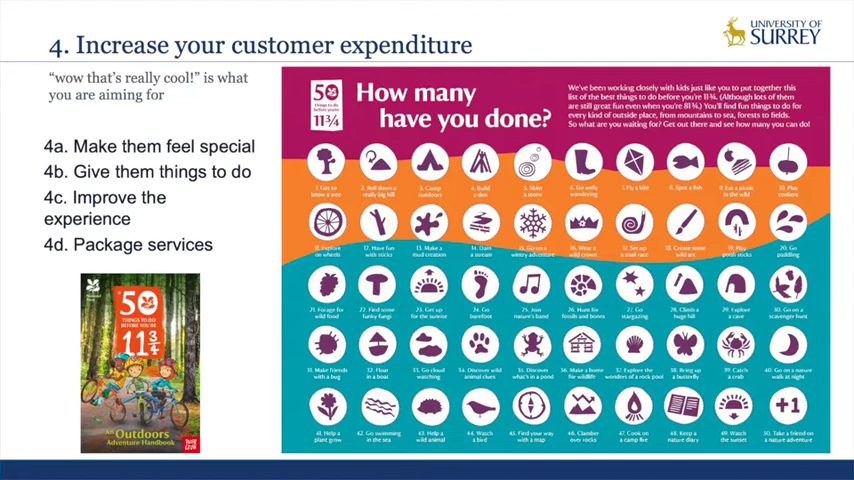 4. Increase your customer expenditure
UNIVERSITY OF
SURREY
"wow that's really cool!" is what
you are aiming for
4a. Make them feel special
4b. Give them things to do
4c. Improve the
experience
4d. Package services
50
things to do
before you're
11¾
How many
have you done?
We've been working closely with kids just like you to put together this
list of the best things to do before you're 11¾. (Although lots of them
are still great fun even when you're 81¾.) You'll find fun things to do for
every kind of outside place, from mountains to sea, forests to fields.
So what are you waiting for? Get out there and see how many you can do!
1. Get to
know a tree
2. Roll down a
really big hill
3. Camp
outdoors
4. Build
a den
5. Skim
a stone
6. Go welly
wandering
7. Fly a kite
8. Spot a fish
9. Eat a picnic
in the wild
10. Play
conkers
11. Explore
on wheels
12. Have fun
with sticks
13. Make a
mud creation
14. Dam
a stream
15. Go on a
wintry adventure
16. Wear a
wild crown
17. Set up
a snail race
18. Create some
wild art
19. Play
pooh sticks
20. Go
paddling
21. Forage for
wild food
22. Find some
funky fungi
23. Get up
for the sunrise
24. Go
barefoot
25. Join
nature's band
26. Hunt for
fossils and bones
27. Go
stargazing
28. Climb a
huge hill
29. Explore
a cave
30. Go on a
scavenger hunt
31. Make friends
with a bug
32. Float
in a boat
33. Go cloud
watching
34. Discover wild
animal clues
35. Discover
what's in a pond
36. Make a home
for wildlife
37. Explore the
wonders of a rock pool
38. Bring up
a butterfly
39. Catch
a crab
40. Go on a nature
walk at night
41. Help a
plant grow
42. Go swimming
in the sea
43. Help a
wild animal
44. Watch
a bird
45. Find your way
with a map
46. Clamber
over rocks
47. Cook on
a camp fire
48. Keep a
nature diary
49. Watch
the sunset
+1
50. Take a friend on
a nature adventure
National
Trust
50
THINGS TO DO
BEFORE YOU'RE
11¾
An Outdoors
Adventure Handbook